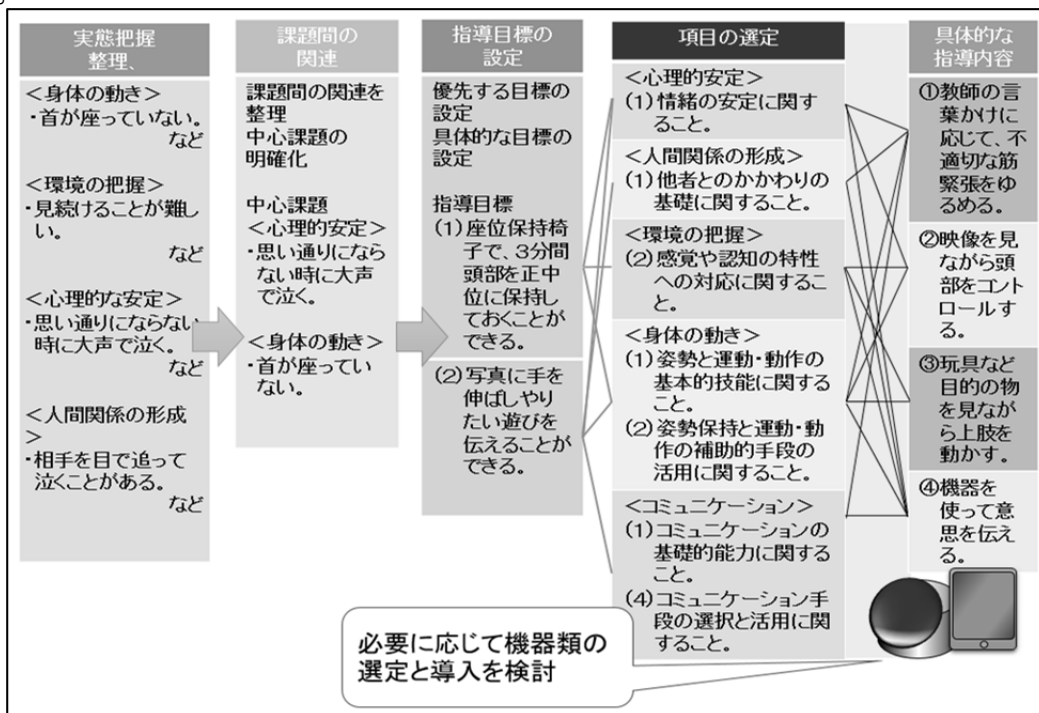 実態把握
整理、
＜身体の動き＞
・首が座っていない。
など
＜環境の把握＞
・見続けることが難し
い。
など
＜心理的な安定＞
・思い通りにならない
時に大声で泣く。
など
＜人間関係の形成
＞
・相手を目で追って
泣くことがある。
など
課題間の
関連
課題間の関連を
整理
中心課題の
明確化
中心課題
＜心理的安定＞
・思い通りになら
ない時に大声
で泣く。
＜身体の動き＞
・首が座ってい
ない。
指導目標の
設定
優先する目標の
設定
具体的な目標の
設定
指導目標
(1)座位保持椅
子で、3分間
頭部を正中
位に保持し
ておくことが
できる。
(2)写真に手を
伸ばしやり
たい遊びを
伝えることが
できる。
項目の選定
＜心理的安定＞
(1)情緒の安定に関す
ること。
＜人間関係の形成＞
(1)他者とのかかわりの
基礎に関すること。
＜環境の把握＞
(2)感覚や認知の特性
への対応に関するこ
と。
＜身体の動き＞
(1)姿勢と運動・動作の
基本的技能に関する
こと。
(2)姿勢保持と運動・動
作の補助的手段の
活用に関すること。
＜コミュニケーション＞
(1)コミュニケーションの
基礎的能力に関する
こと。
(4)コミュニケーション手
段の選択と活用に関
すること。
具体的な
指導内容
①教師の言
葉かけに
応じて、不
適切な筋
緊張をゆ
るめる。
②映像を見
ながら頭
部をコント
ロールす
る。
③玩具など
目的の物
を見なが
ら上肢を
動かす。
④機器を
使って意
思を伝え
る。
必要に応じて機器類の
選定と導入を検討